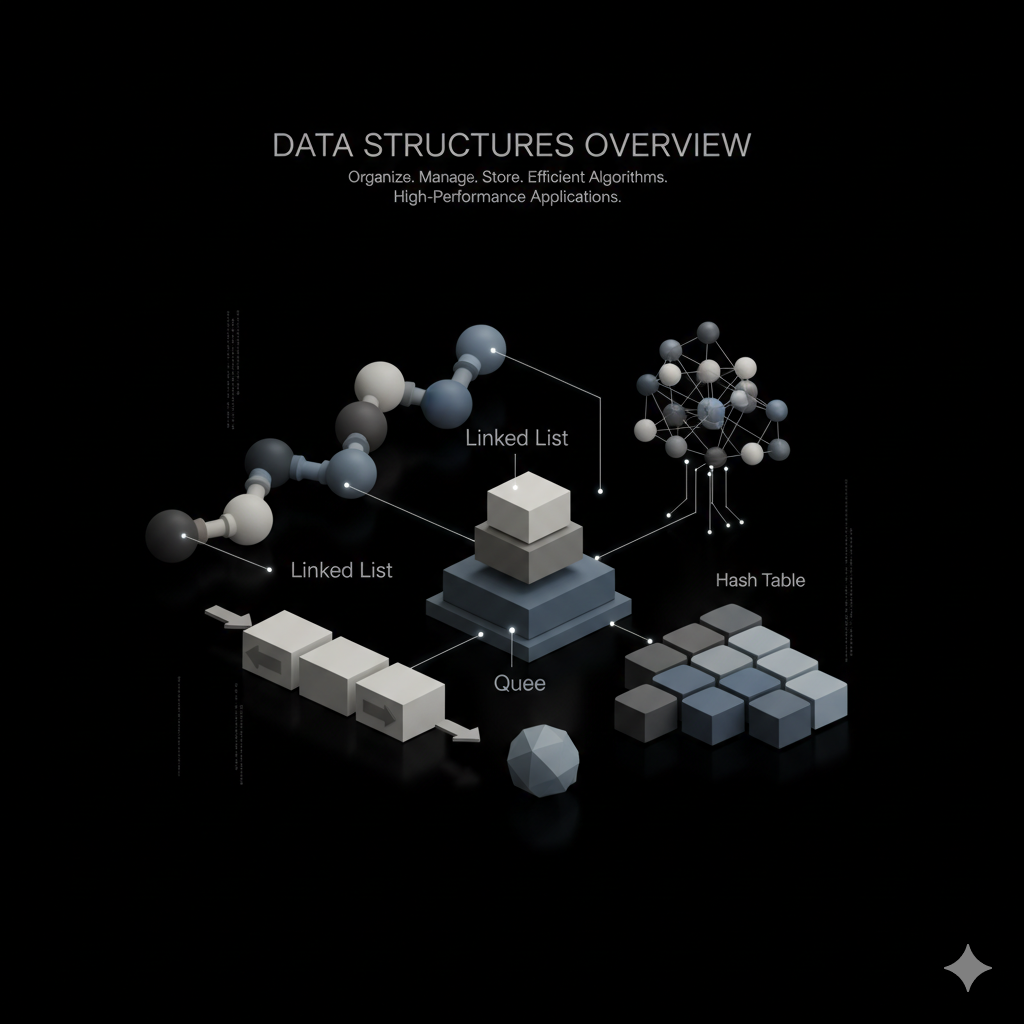 DATA STRUCTURES OVERVIEW
Organize. Manage. Store. Efficient Algorithms.
High-Performance Applications.
Linked List
Linked List
Hash Table
Quee